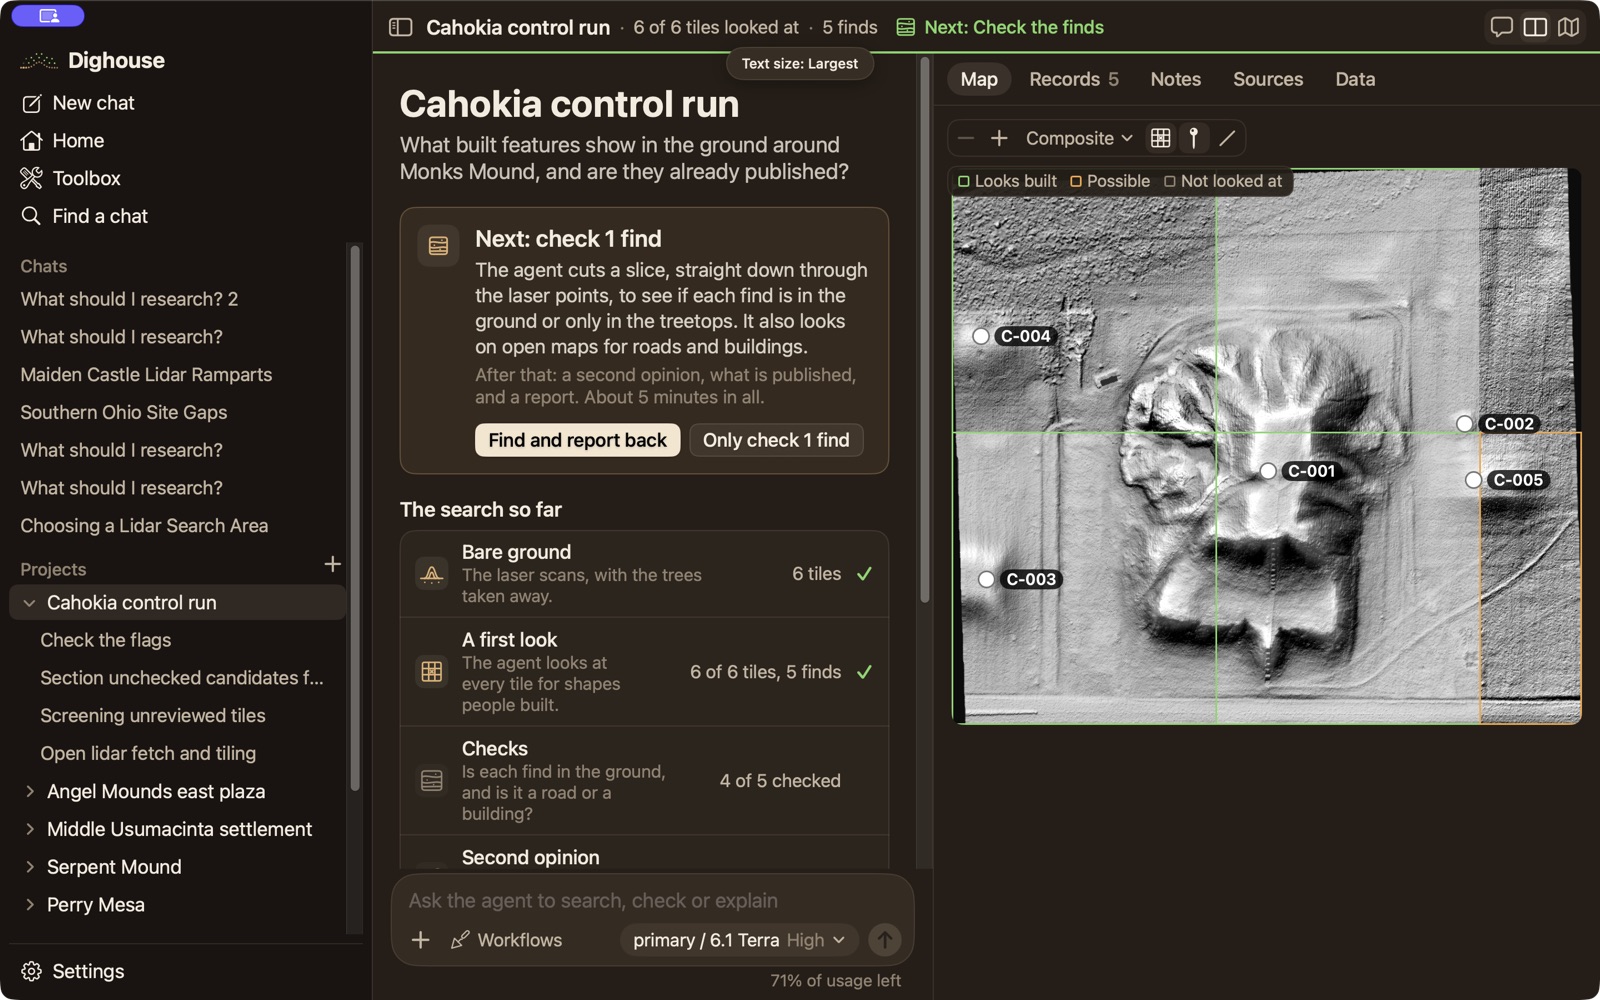 Dighouse
New chat
Home
Toolbox
Find a chat
Chats
What should I research? 2
What should I research?
Maiden Castle Lidar Ramparts
Southern Ohio Site Gaps
What should I research?
What should I research?
Choosing a Lidar Search Area
Projects
Cahokia control run
Check the flags
Section unchecked candidates f...
Screening unreviewed tiles
Open lidar fetch and tiling
Angel Mounds east plaza
Middle Usumacinta settlement
Serpent Mound
Perry Mesa
Settings
Cahokia control run · 6 of 6 tiles looked at · 5 finds Next: Check the finds
Text size: Largest
Cahokia control run
What built features show in the ground around
Monks Mound, and are they already published?
Next: check 1 find
The agent cuts a slice, straight down through
the laser points, to see if each find is in the
ground or only in the treetops. It also looks
on open maps for roads and buildings.
After that: a second opinion, what is published,
and a report. About 5 minutes in all.
Find and report back Only check 1 find
The search so far
Bare ground
The laser scans, with the trees
taken away.
6 tiles
A first look
The agent looks at
every tile for shapes
people built.
6 of 6 tiles, 5 finds
Checks
Is each find in the ground,
and is it a road or a
building?
4 of 5 checked
Second opinion
Ask the agent to search, check or explain
Workflows primary / 6.1 Terra High
71% of usage left
Map Records 5 Notes Sources Data
Composite
Looks built Possible Not looked at
C-004
C-002
C-001
C-005
C-003